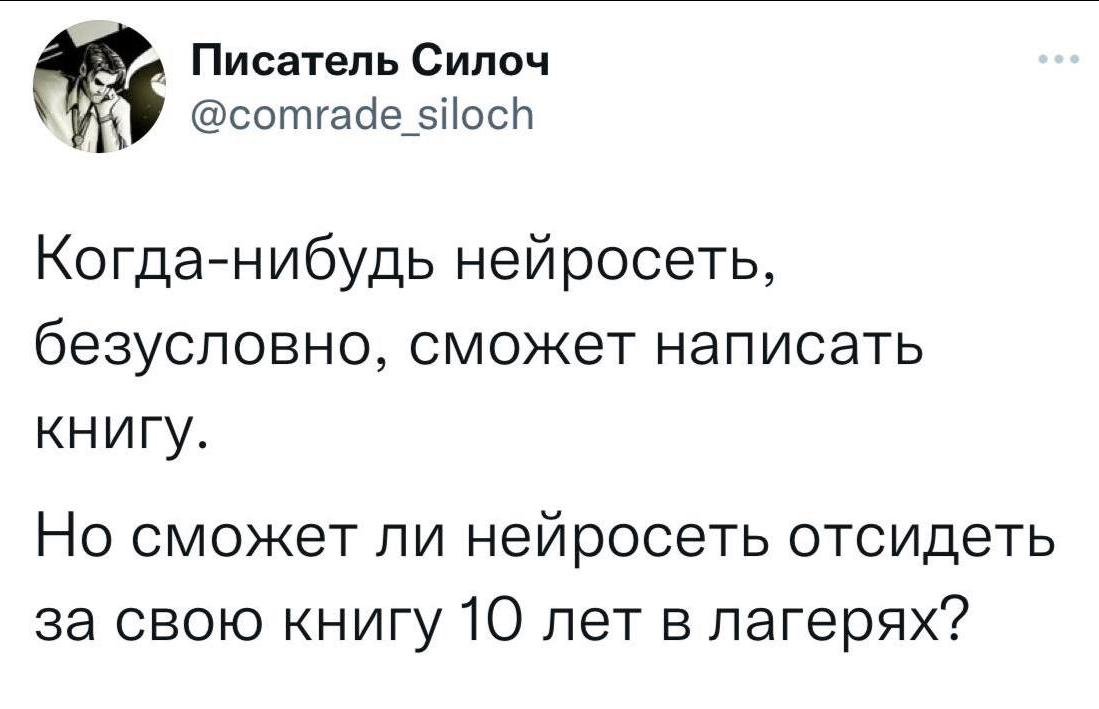 Писатель Силоч
@comrade_siloch
Когда-нибудь нейросеть,
безусловно, сможет написать
книгу.
Но сможет ли нейросеть отсидеть
за свою книгу 10 лет в лагерях?